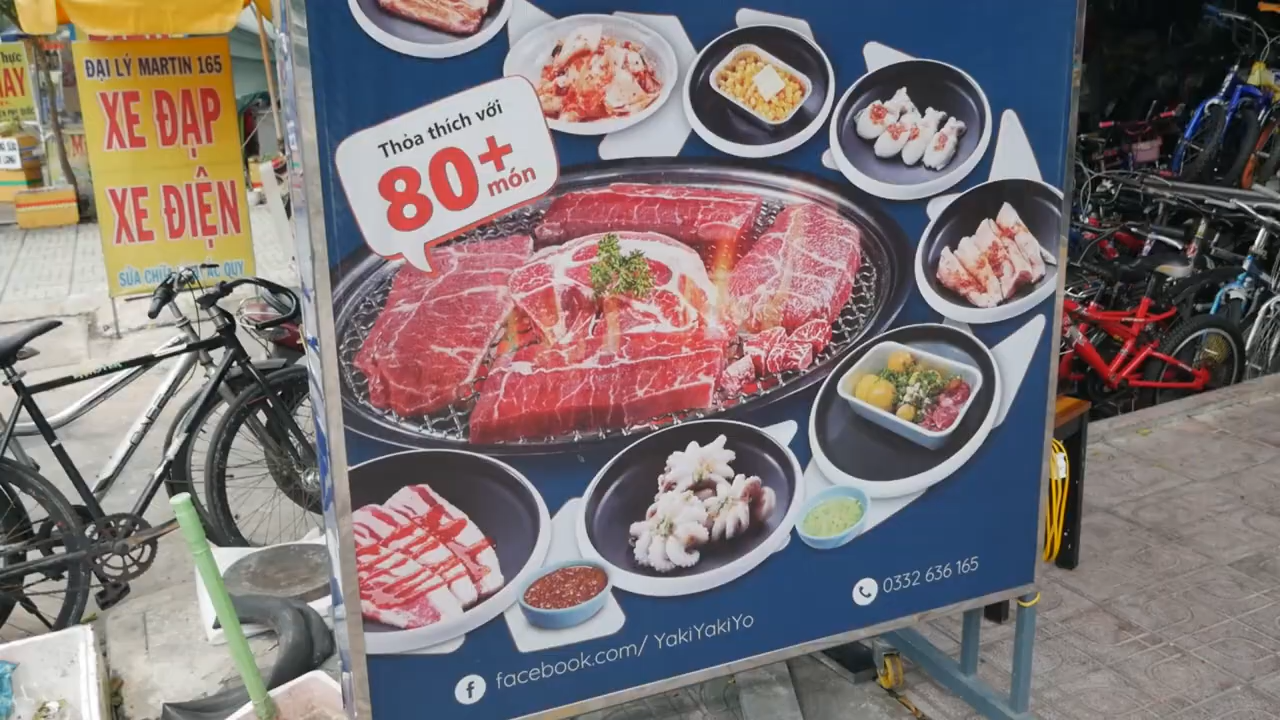 ĐẠI LÝ MARTIN 165
XE ĐẠP
XE ĐIỆN
Thỏa thích với
80+
món
0332 636 165
facebook.com/ YakiYakiYo